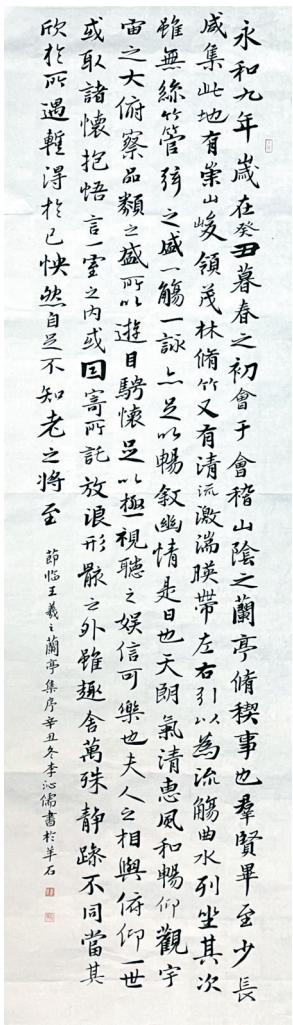 永和九年歲在癸丑暮春之初會于會稽山陰之蘭亭脩稧事也羣賢畢至少長
咸集此地有崇山峻領茂林脩竹又有清流激湍暎帶左右引以為流觴曲水列坐其次
雖無絲竹管弦之盛一觴一詠亦足以暢敘幽情是日也天朗氣清惠風和暢仰觀宇
宙之大俯察品類之盛所以遊目騁懷足以極視聽之娛信可樂也夫人之相與俯仰一世
或取諸懷抱悟言一室之內或因寄所託放浪形骸之外雖趣舍萬殊靜躁不同當其
欣於所遇暫得於己怏然自足不知老之將至
節臨王羲之蘭亭集序辛丑冬李沁儒書於羊石